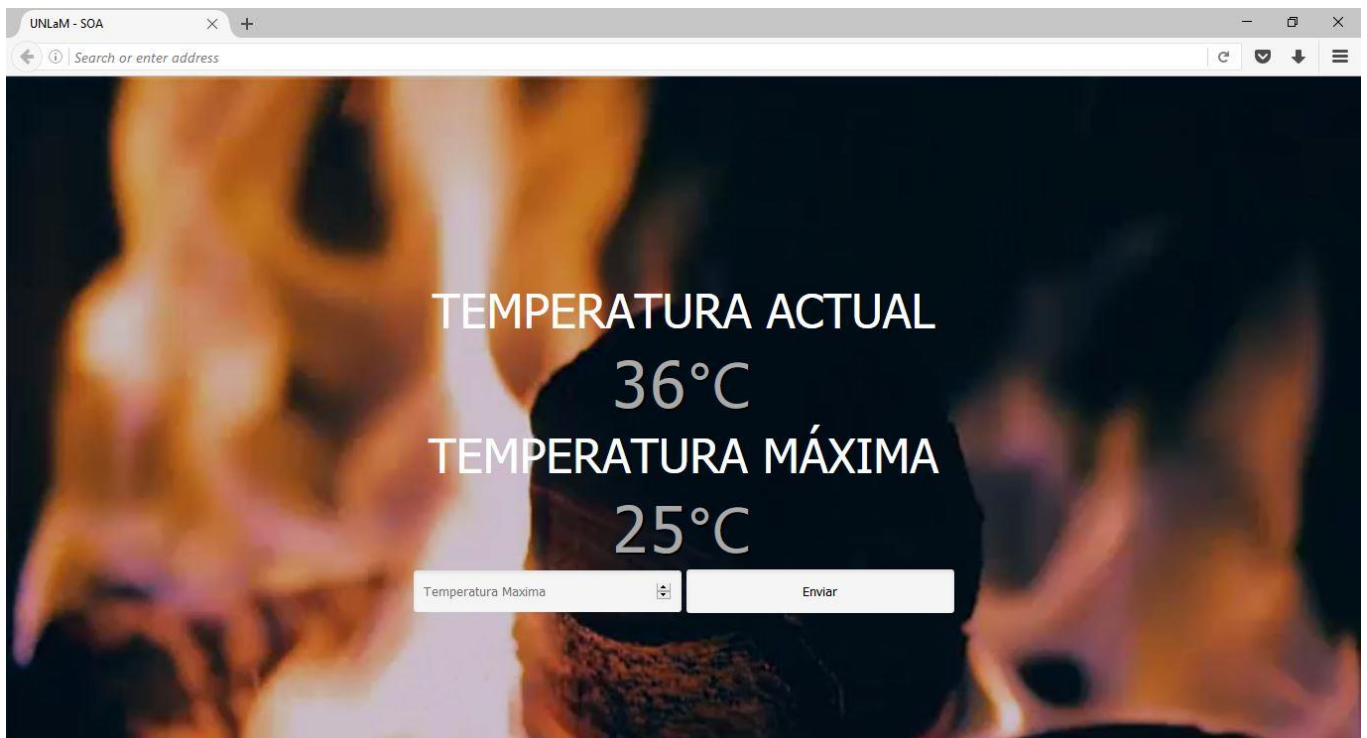 UNLaM - SOA
Search or enter address
TEMPERATURA ACTUAL
36°C
TEMPERATURA MÁXIMA
25°C
Temperatura Maxima
Enviar